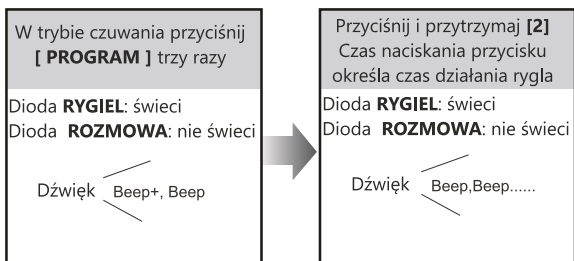 W trybie czuwania przyciśnij
[ PROGRAM ] trzy razy
Dioda RYGIEL: świeci
Dioda ROZMOWA: nie świeci
Dźwięk Beep+, Beep
Przyciśnij i przytrzymaj [2]
Czas naciskania przycisku
określa czas działania rygla
Dioda RYGIEL: świeci
Dioda ROZMOWA: nie świeci
Dźwięk Beep,Beep......